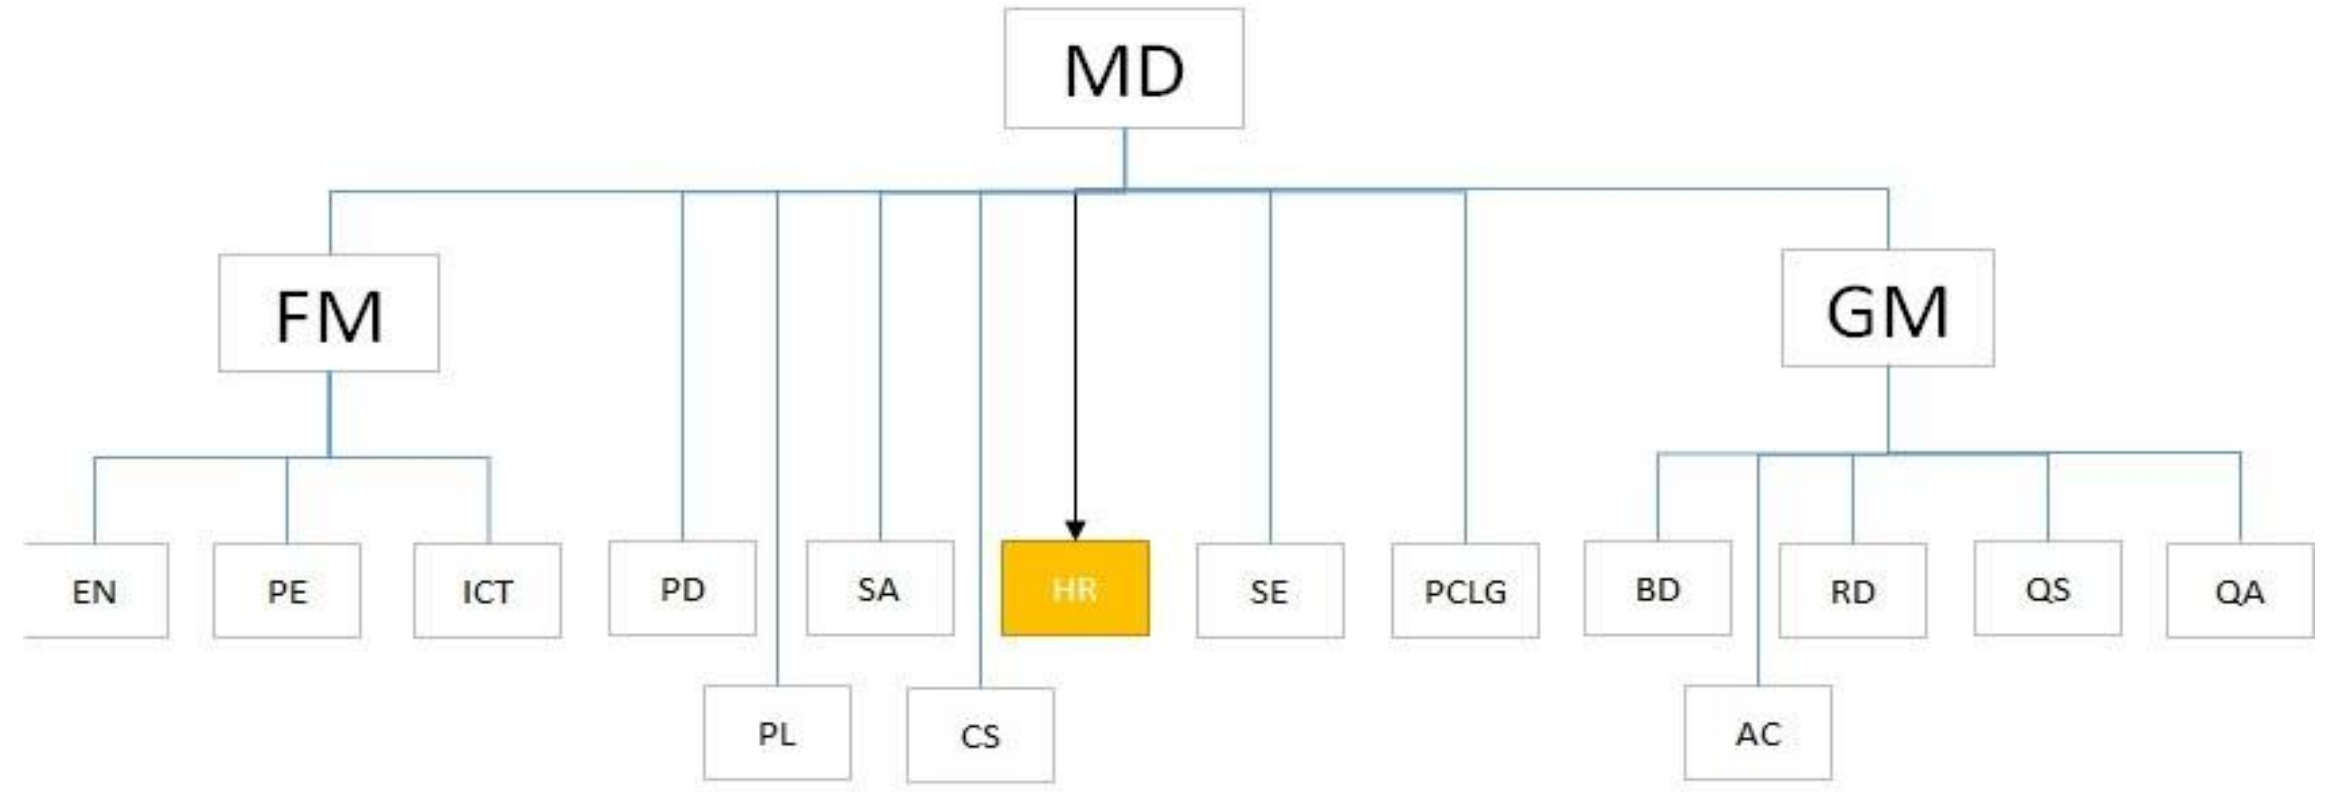 MD
FM
GM
EN
PE
ICT
PD
SA
HR
SE
PCLG
BD
RD
QS
QA
PL
CS
AC